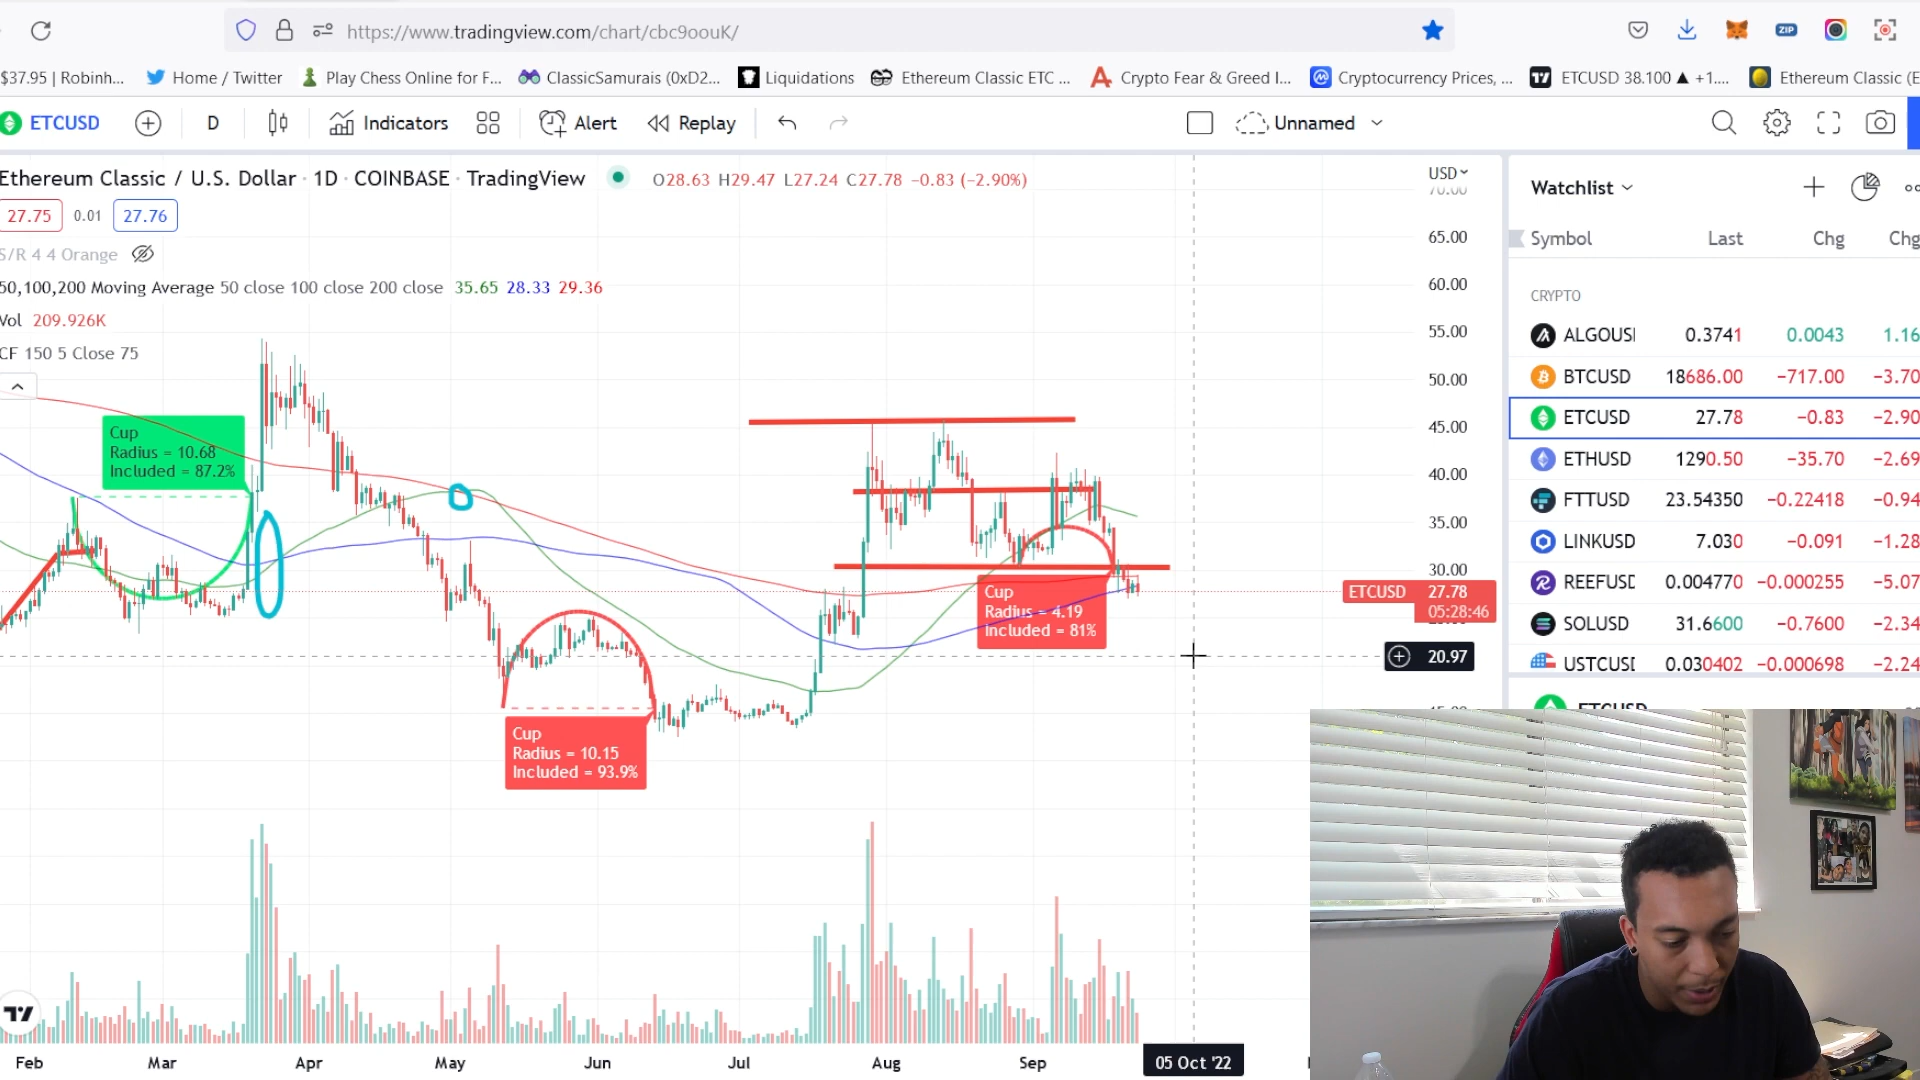 https://www.tradingview.com/chart/cbc9oouK/
ZIP
$37.95 | Robinh... Home / Twitter Play Chess Online for F... ClassicSamurais (0xD2... Liquidations Ethereum Classic ETC ... Crypto Fear & Greed I... Cryptocurrency Prices, ... ETCUSD 38.100 ▲ +1.... Ethereum Classic (E
ETCUSD D Indicators Alert Replay Unnamed
Ethereum Classic / U.S. Dollar · 1D · COINBASE · TradingView O28.63 H29.47 L27.24 C27.78 −0.83 (−2.90%)
27.75 0.01 27.76
S/R 4 4 Orange
50,100,200 Moving Average 50 close 100 close 200 close 35.65 28.33 29.36
Vol 209.926K
CF 150 5 Close 75
USD
70.00
65.00
60.00
55.00
50.00
45.00
40.00
35.00
30.00
ETCUSD 27.78
05:28:46
20.97
Cup
Radius = 10.68
Included = 87.2%
Cup
Radius = 10.15
Included = 93.9%
Cup
Radius = 4.19
Included = 81%
Feb Mar Apr May Jun Jul Aug Sep 05 Oct '22
Watchlist
Symbol Last Chg Chg
CRYPTO
ALGOUSI 0.3741 0.0043 1.16
BTCUSD 18686.00 −717.00 −3.70
ETCUSD 27.78 −0.83 −2.90
ETHUSD 1290.50 −35.70 −2.69
FTTUSD 23.54350 −0.22418 −0.94
LINKUSD 7.030 −0.091 −1.28
REEFUSE 0.004770 −0.000255 −5.07
SOLUSD 31.6600 −0.7600 −2.34
USTCUSI 0.030402 −0.000698 −2.24
ETCUSD